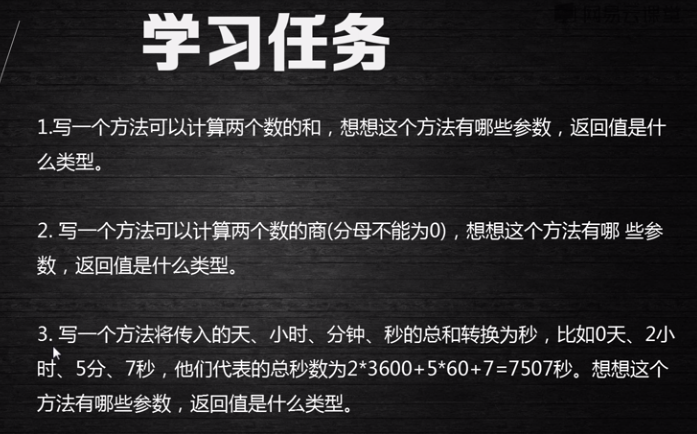 网易云课堂
学习任务
1.写一个方法可以计算两个数的和，想想这个方法有哪些参数，返回值是什
么类型。
2. 写一个方法可以计算两个数的商(分母不能为0)，想想这个方法有哪 些参
数，返回值是什么类型。
3. 写一个方法将传入的天、小时、分钟、秒的总和转换为秒，比如0天、2小
时、5分、7秒，他们代表的总秒数为2*3600+5*60+7=7507秒。想想这个
方法有哪些参数，返回值是什么类型。